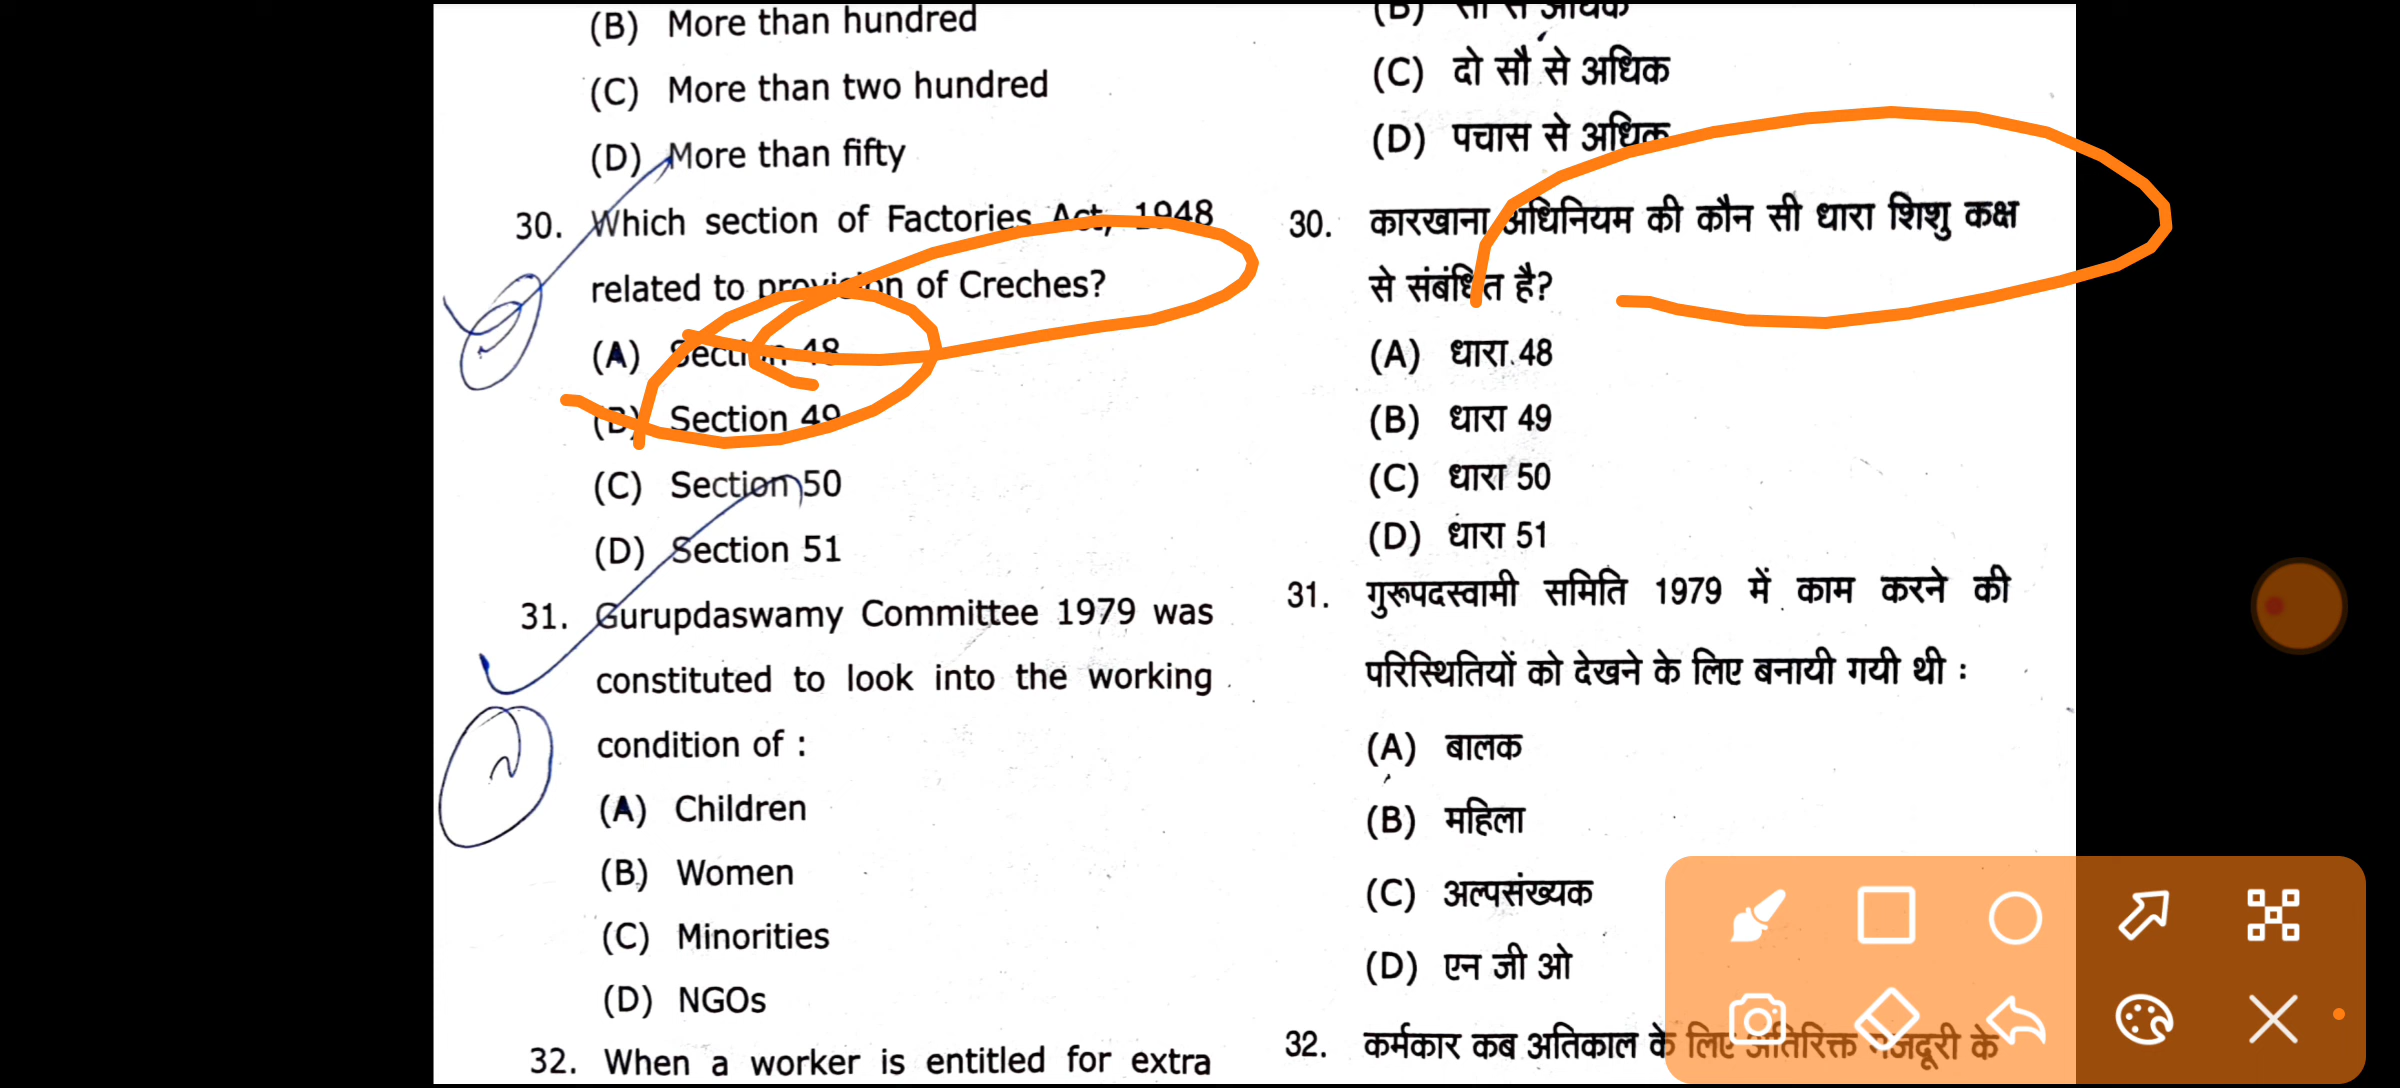 (B) More than hundred
(C) More than two hundred
(D) More than fifty
30. Which section of Factories Act, 1948
related to provision of Creches?
(A) Section 48
(B) Section 49
(C) Section 50
(D) Section 51
31. Gurupdaswamy Committee 1979 was
constituted to look into the working
condition of :
(A) Children
(B) Women
(C) Minorities
(D) NGOs
32. When a worker is entitled for extra
(B) सौ से अधिक
(C) दो सौ से अधिक
(D) पचास से अधिक
30. कारखाना अधिनियम की कौन सी धारा शिशु कक्ष
से संबंधित है?
(A) धारा 48
(B) धारा 49
(C) धारा 50
(D) धारा 51
31. गुरूपदस्वामी समिति 1979 में काम करने की
परिस्थितियों को देखने के लिए बनायी गयी थी :
(A) बालक
(B) महिला
(C) अल्पसंख्यक
(D) एन जी ओ
32. कर्मकार कब अतिकाल के लिए अतिरिक्त मजदूरी के